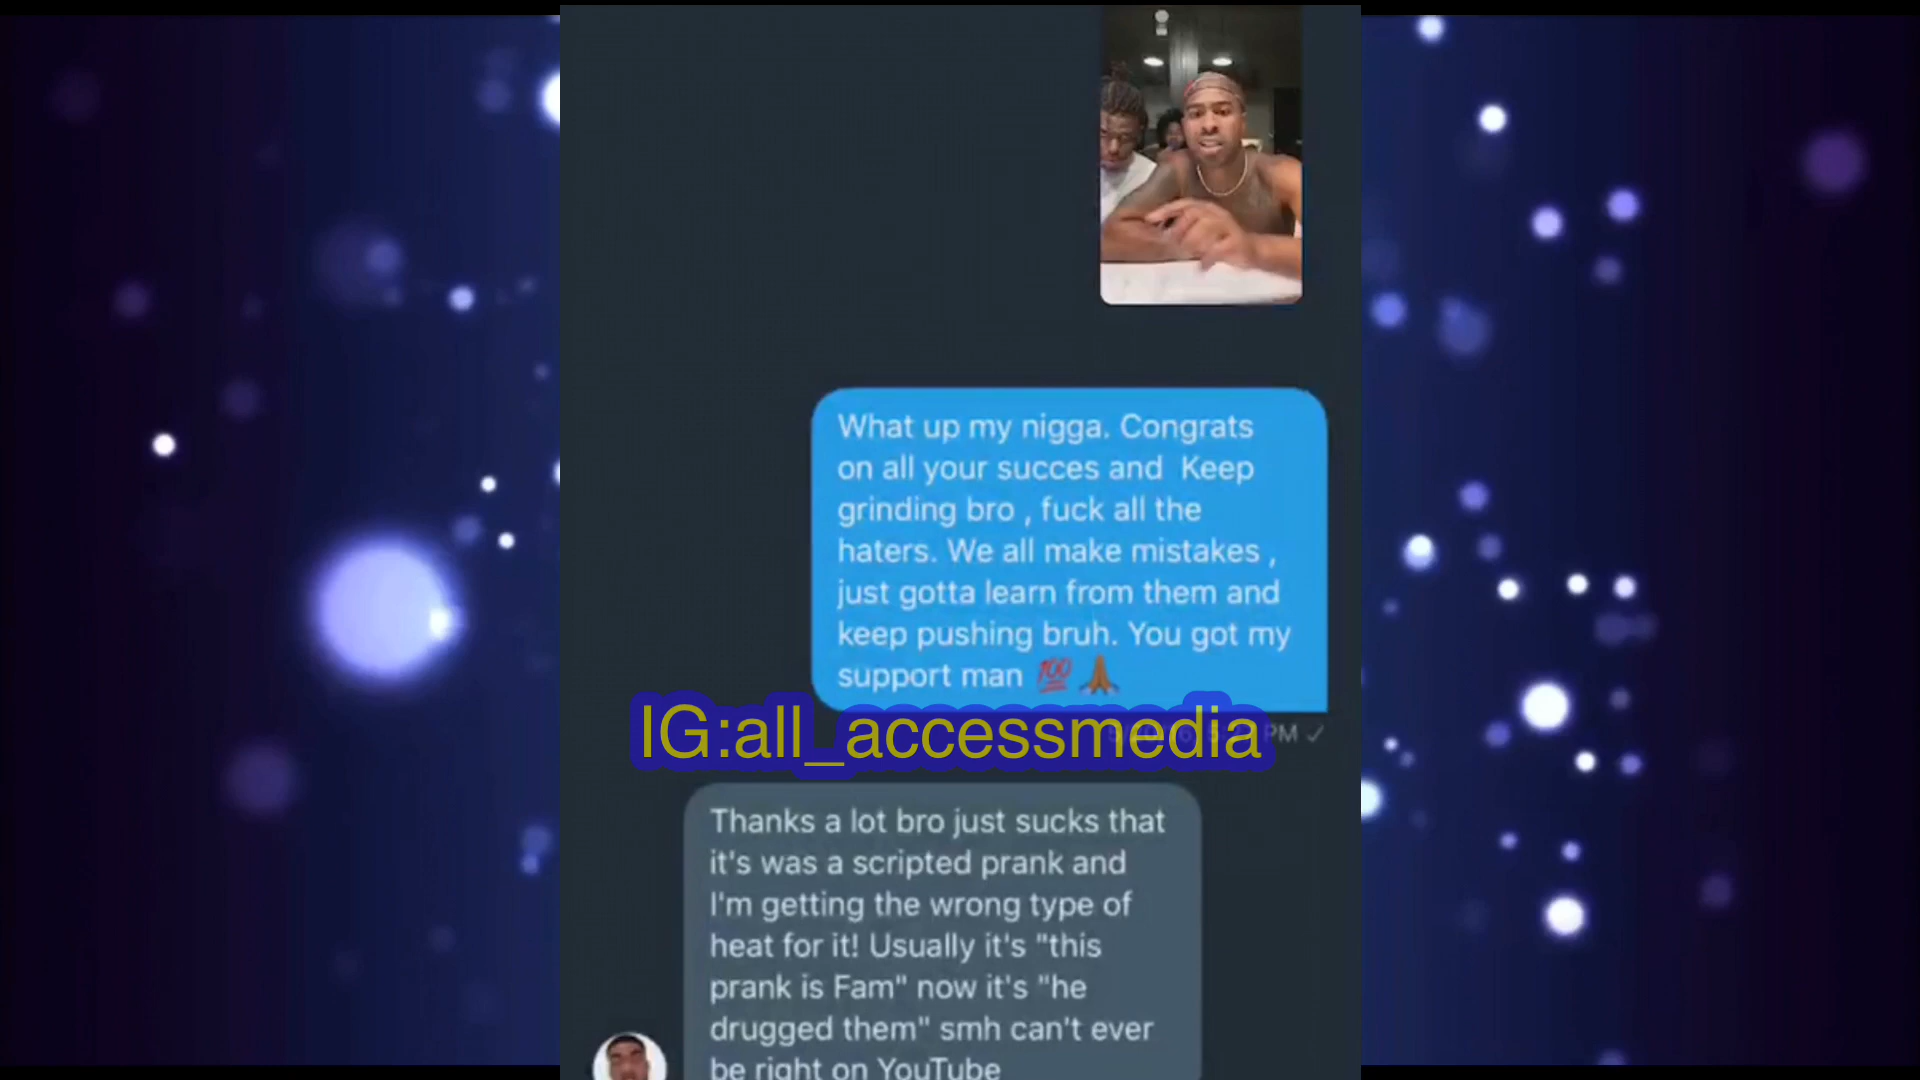 What up my nigga. Congrats
on all your succes and Keep
grinding bro , fuck all the
haters. We all make mistakes ,
just gotta learn from them and
keep pushing bruh. You got my
support man 💯 🙏🏾
IG:all_accessmedia
PM ✓
Thanks a lot bro just sucks that
it's was a scripted prank and
I'm getting the wrong type of
heat for it! Usually it's "this
prank is Fam" now it's "he
drugged them" smh can't ever
be right on YouTube